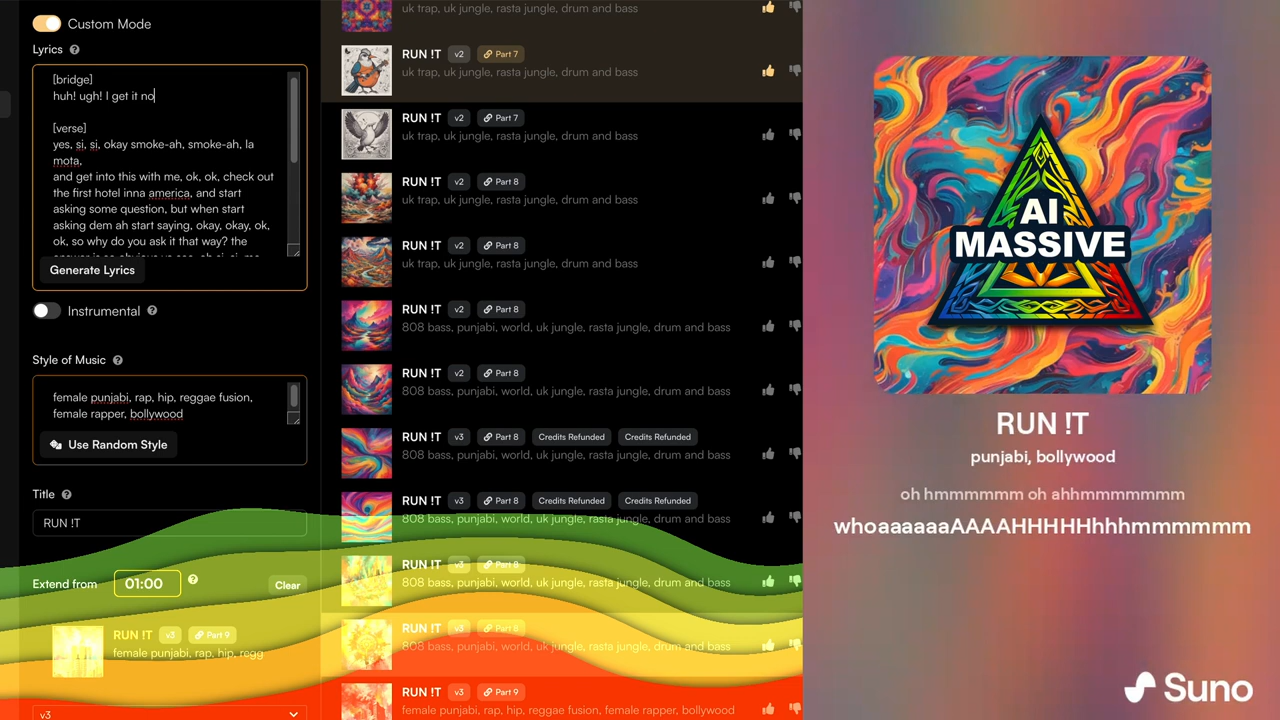 Custom Mode
Lyrics
[bridge]
huh! ugh! I get it no
[verse]
yes, si, si, okay smoke-ah, smoke-ah, la
mota,
and get into this with me, ok, ok, check out
the first hotel inna america, and start
asking some question, but when start
asking dem ah start saying, okay, okay, ok,
ok, so why do you ask it that way? the
Generate Lyrics
Instrumental
Style of Music
female punjabi, rap, hip, reggae fusion,
female rapper, bollywood
Use Random Style
Title
RUN !T
Extend from 01:00 Clear
RUN !T v3 Part 9
female punjabi, rap, hip, regg
v3
uk trap, uk jungle, rasta jungle, drum and bass
RUN !T v2 Part 7
uk trap, uk jungle, rasta jungle, drum and bass
RUN !T v2 Part 7
uk trap, uk jungle, rasta jungle, drum and bass
RUN !T v2 Part 8
uk trap, uk jungle, rasta jungle, drum and bass
RUN !T v2 Part 8
uk trap, uk jungle, rasta jungle, drum and bass
RUN !T v2 Part 8
808 bass, punjabi, world, uk jungle, rasta jungle, drum and bass
RUN !T v2 Part 8
808 bass, punjabi, world, uk jungle, rasta jungle, drum and bass
RUN !T v3 Part 8 Credits Refunded Credits Refunded
808 bass, punjabi, world, uk jungle, rasta jungle, drum and bass
RUN !T v3 Part 8 Credits Refunded Credits Refunded
808 bass, punjabi, world, uk jungle, rasta jungle, drum and bass
RUN !T v3 Part 8
808 bass, punjabi, world, uk jungle, rasta jungle, drum and bass
RUN !T v3 Part 8
808 bass, punjabi, world, uk jungle, rasta jungle, drum and bass
RUN !T v3 Part 9
female punjabi, rap, hip, reggae fusion, female rapper, bollywood
AI
MASSIVE
RUN !T
punjabi, bollywood
oh hmmmmmm oh ahhmmmmmmm
whoaaaaaaAAAAHHHHHhhhmmmmmm
Suno